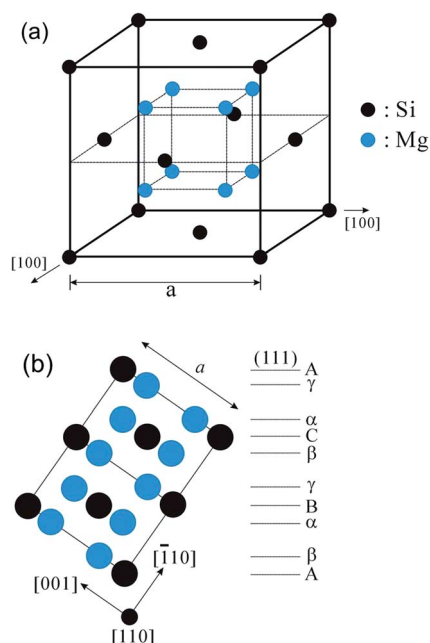 (a)
: Si
: Mg
[100]
[100]
a
(b)
a
(111)
A
γ
α
C
β
γ
B
α
β
A
[001]
[1̄10]
[110]